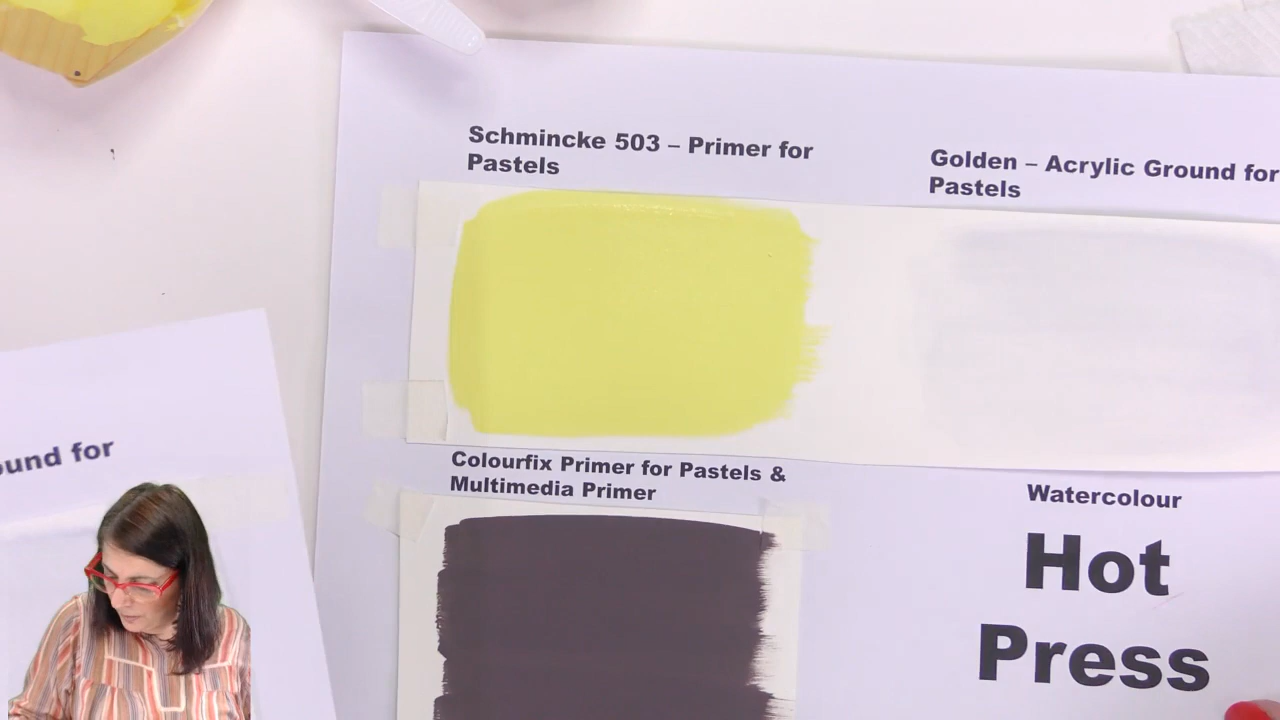 Schmincke 503 – Primer for
Pastels
Golden – Acrylic Ground for
Pastels
Colourfix Primer for Pastels &
Multimedia Primer
Watercolour
Hot
Press
for